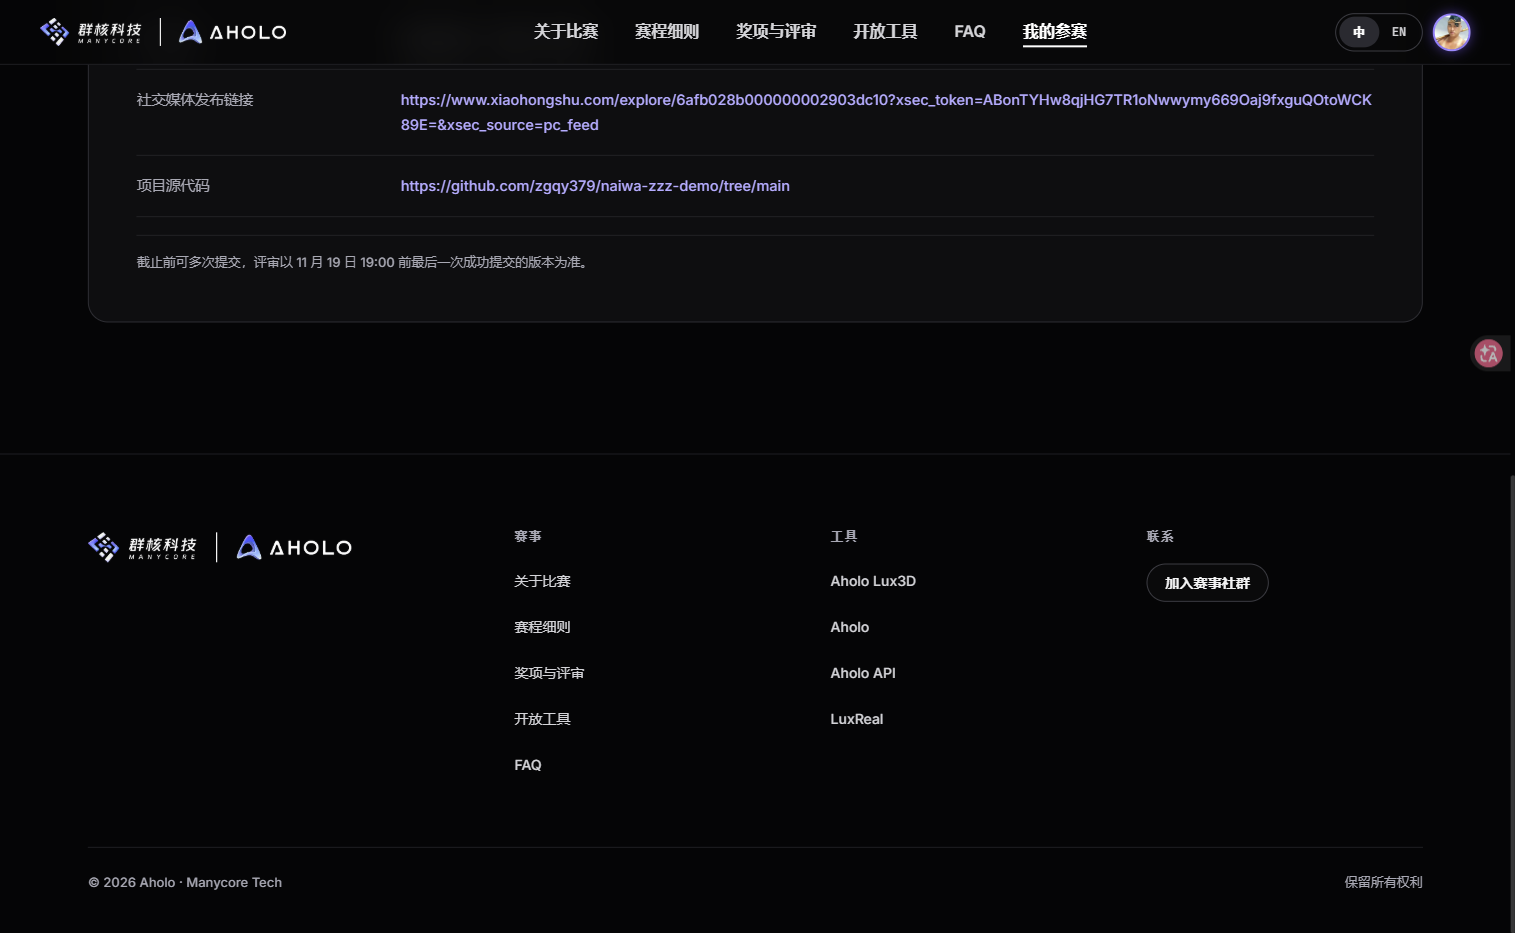 群核科技
MANYCORE
AHOLO
关于比赛
赛程细则
奖项与评审
开放工具
FAQ
我的参赛
中
EN
社交媒体发布链接
https://www.xiaohongshu.com/explore/6afb028b000000002903dc10?xsec_token=ABonTYHw8qjHG7TR1oNwwymy669Oaj9fxguQOtoWCK
89E=&xsec_source=pc_feed
项目源代码
https://github.com/zgqy379/naiwa-zzz-demo/tree/main
截止前可多次提交，评审以 11 月 19 日 19:00 前最后一次成功提交的版本为准。
群核科技
MANYCORE
AHOLO
赛事
关于比赛
赛程细则
奖项与评审
开放工具
FAQ
工具
Aholo Lux3D
Aholo
Aholo API
LuxReal
联系
加入赛事社群
© 2026 Aholo · Manycore Tech
保留所有权利